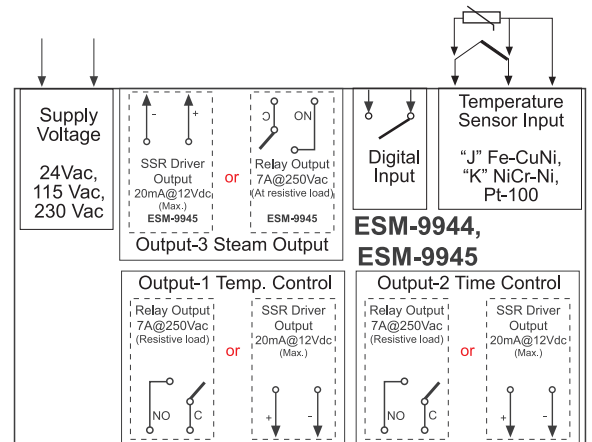 Supply
Voltage
24Vac,
115 Vac,
230 Vac
-
+
SSR Driver
Output
20mA@12Vdc
(Max.)
ESM-9945
or
C
NO
Relay Output
7A@250Vac
(At resistive load)
ESM-9945
Output-3 Steam Output
Digital
Input
Temperature
Sensor Input
“J” Fe-CuNi,
“K” NiCr-Ni,
Pt-100
ESM-9944,
ESM-9945
Output-1 Temp. Control
Relay Output
7A@250Vac
(Resistive load)
NO
C
or
SSR Driver
Output
20mA@12Vdc
(Max.)
+
-
Output-2 Time Control
Relay Output
7A@250Vac
(Resistive load)
NO
C
or
SSR Driver
Output
20mA@12Vdc
(Max.)
+
-